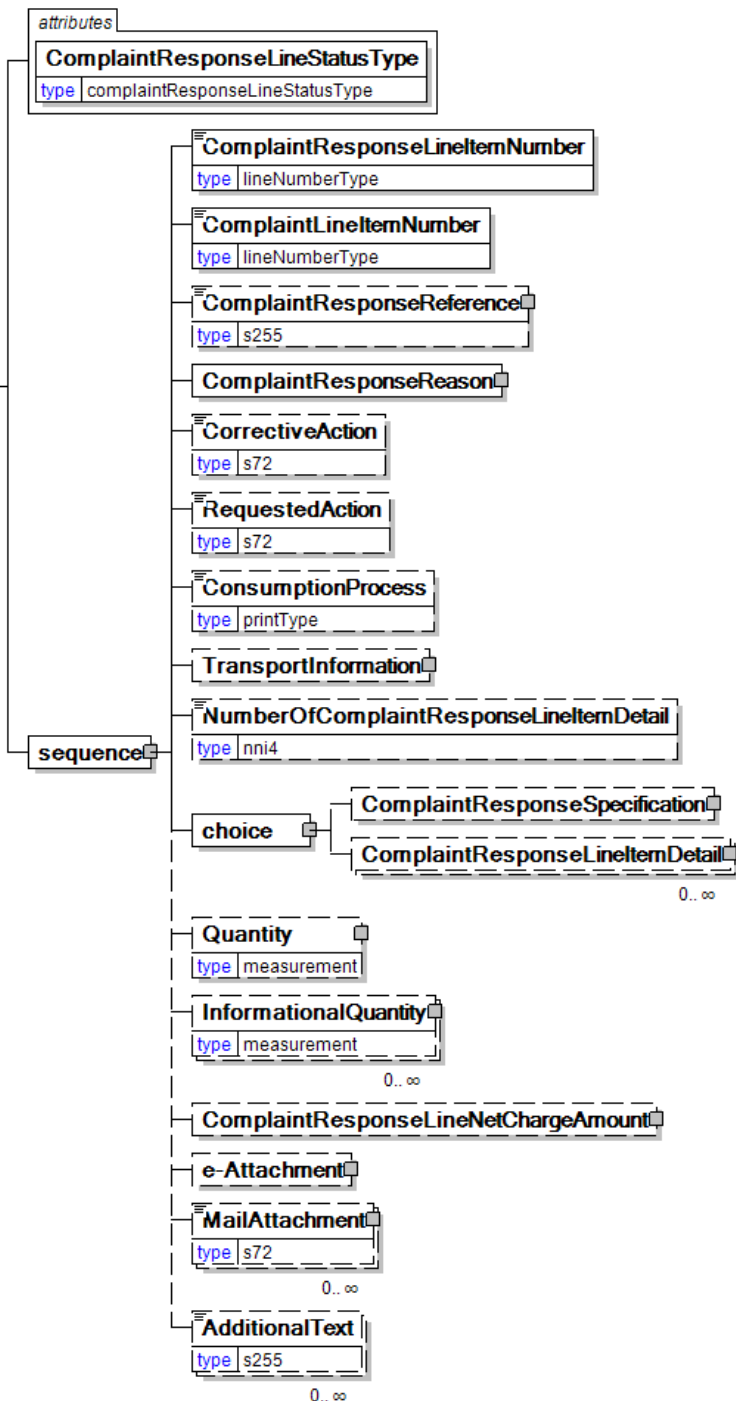 attributes
ComplaintResponseLineStatusType
type complaintResponseLineStatusType
ComplaintResponseLineItemNumber
type lineNumberType
ComplaintLineItemNumber
type lineNumberType
ComplaintResponseReference
type s255
ComplaintResponseReason
CorrectiveAction
type s72
RequestedAction
type s72
ConsumptionProcess
type printType
TransportInformation
NumberOfComplaintResponseLineItemDetail
type nni4
sequence
choice
ComplaintResponseSpecification
ComplaintResponseLineItemDetail
0.. ∞
Quantity
type measurement
InformationalQuantity
type measurement
0.. ∞
ComplaintResponseLineNetChargeAmount
e-Attachment
MailAttachment
type s72
0.. ∞
AdditionalText
type s255
0.. ∞